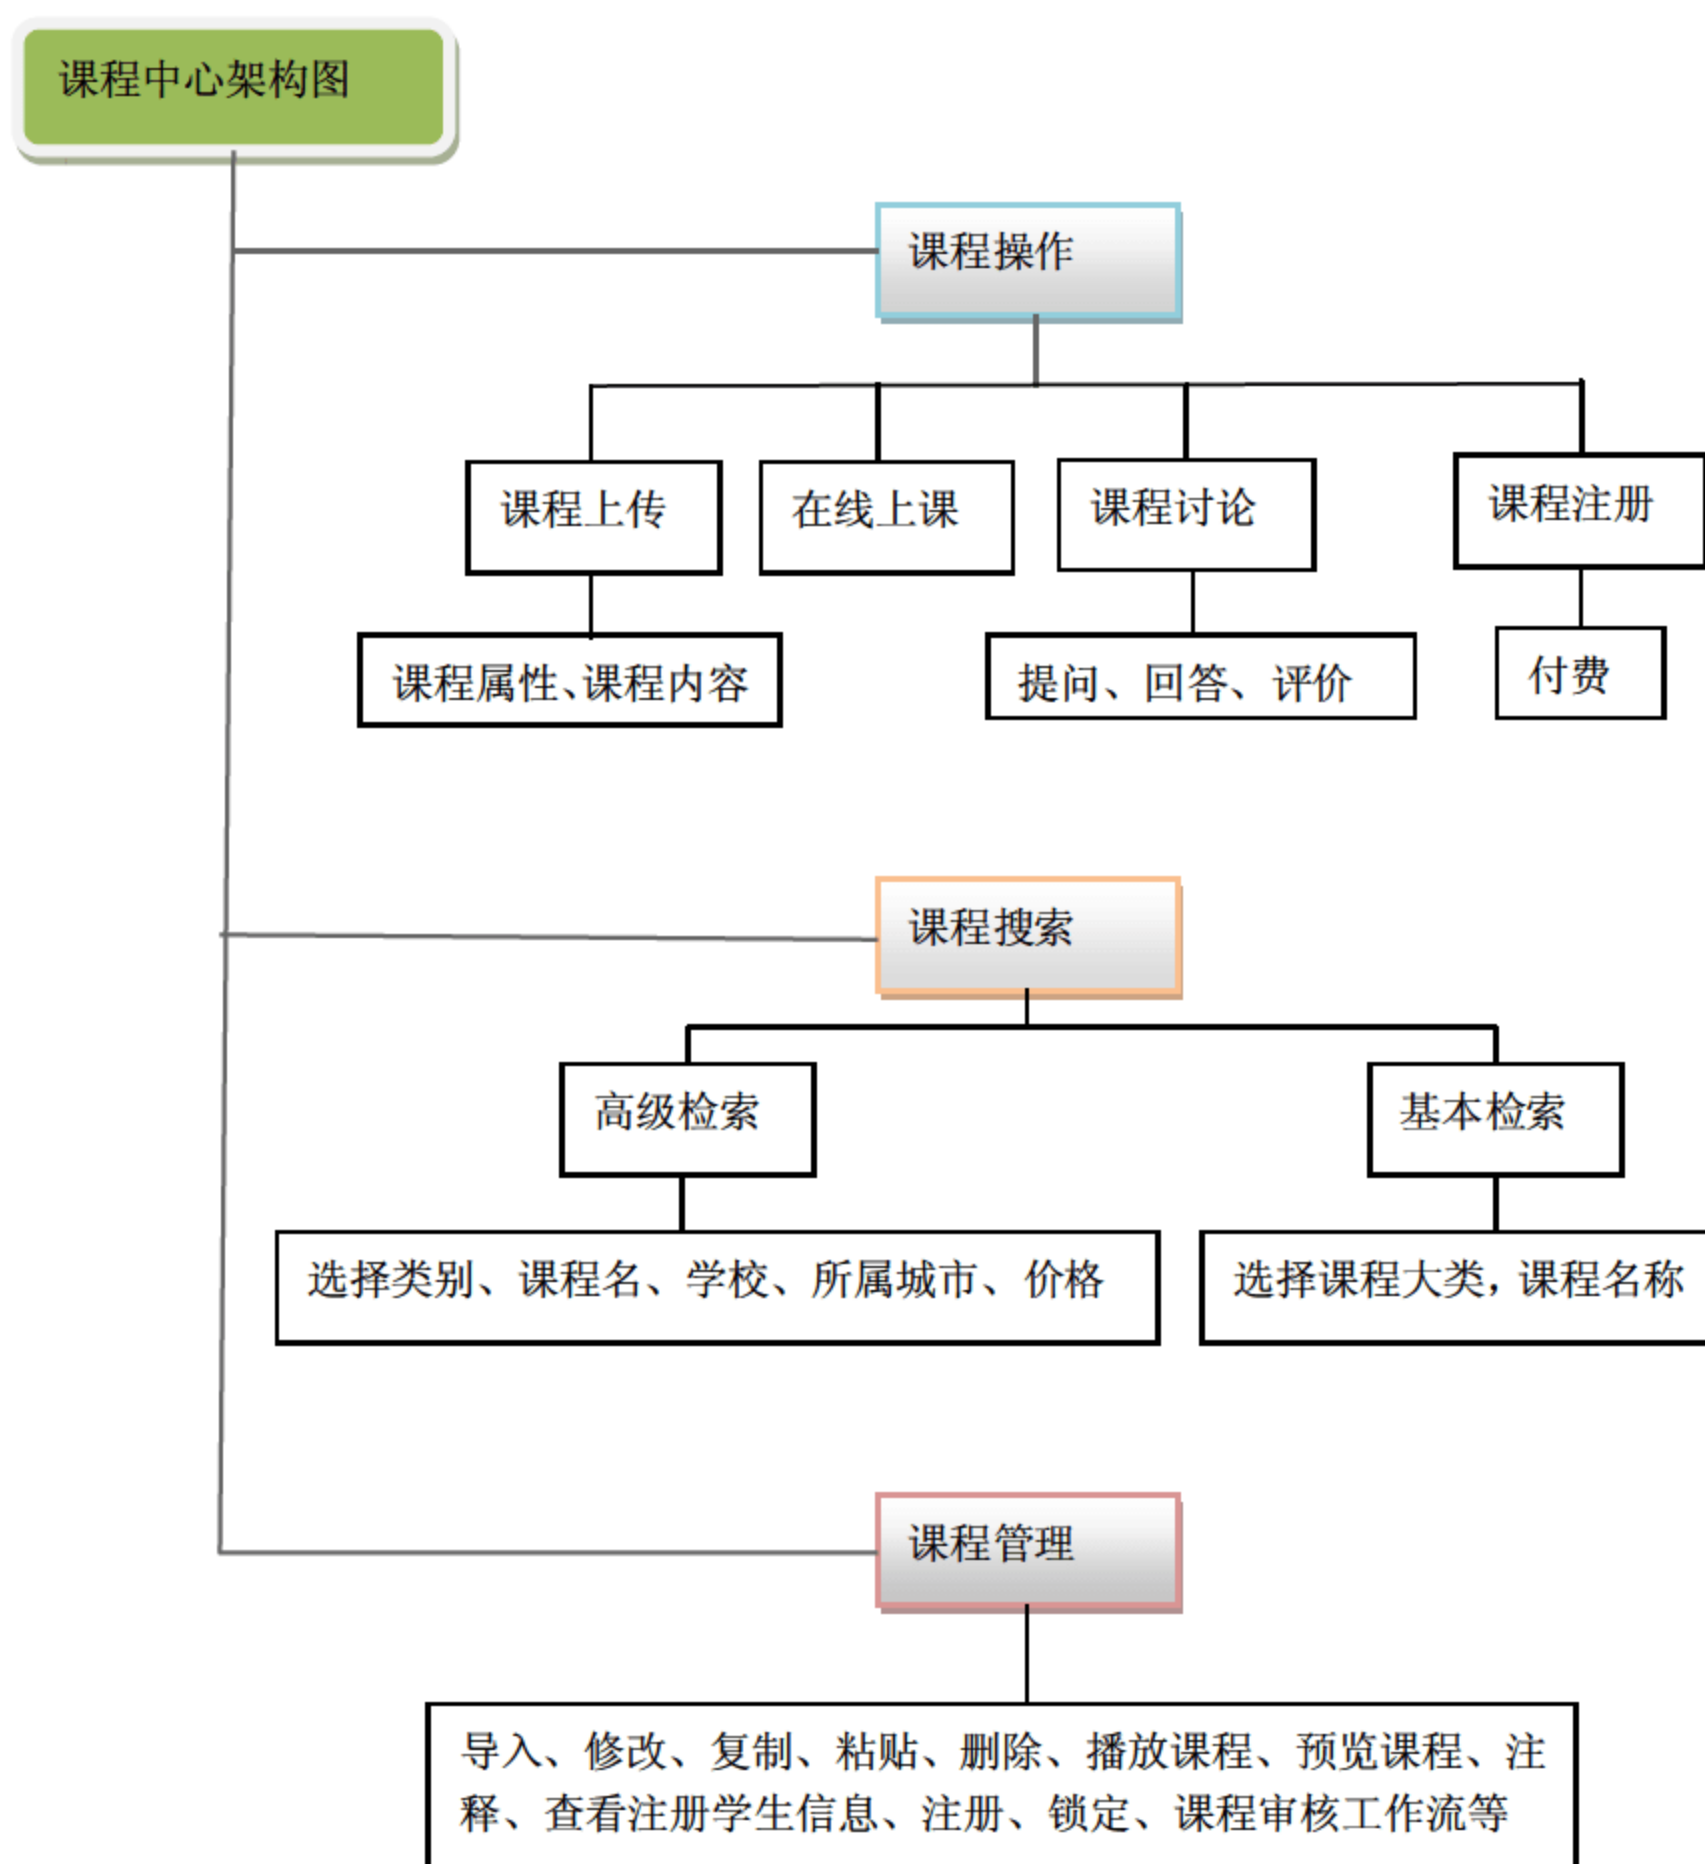 课程中心架构图
课程操作
课程上传
在线上课
课程讨论
课程注册
课程属性、课程内容
提问、回答、评价
付费
课程搜索
高级检索
基本检索
选择类别、课程名、学校、所属城市、价格
选择课程大类，课程名称
课程管理
导入、修改、复制、粘贴、删除、播放课程、预览课程、注
释、查看注册学生信息、注册、锁定、课程审核工作流等